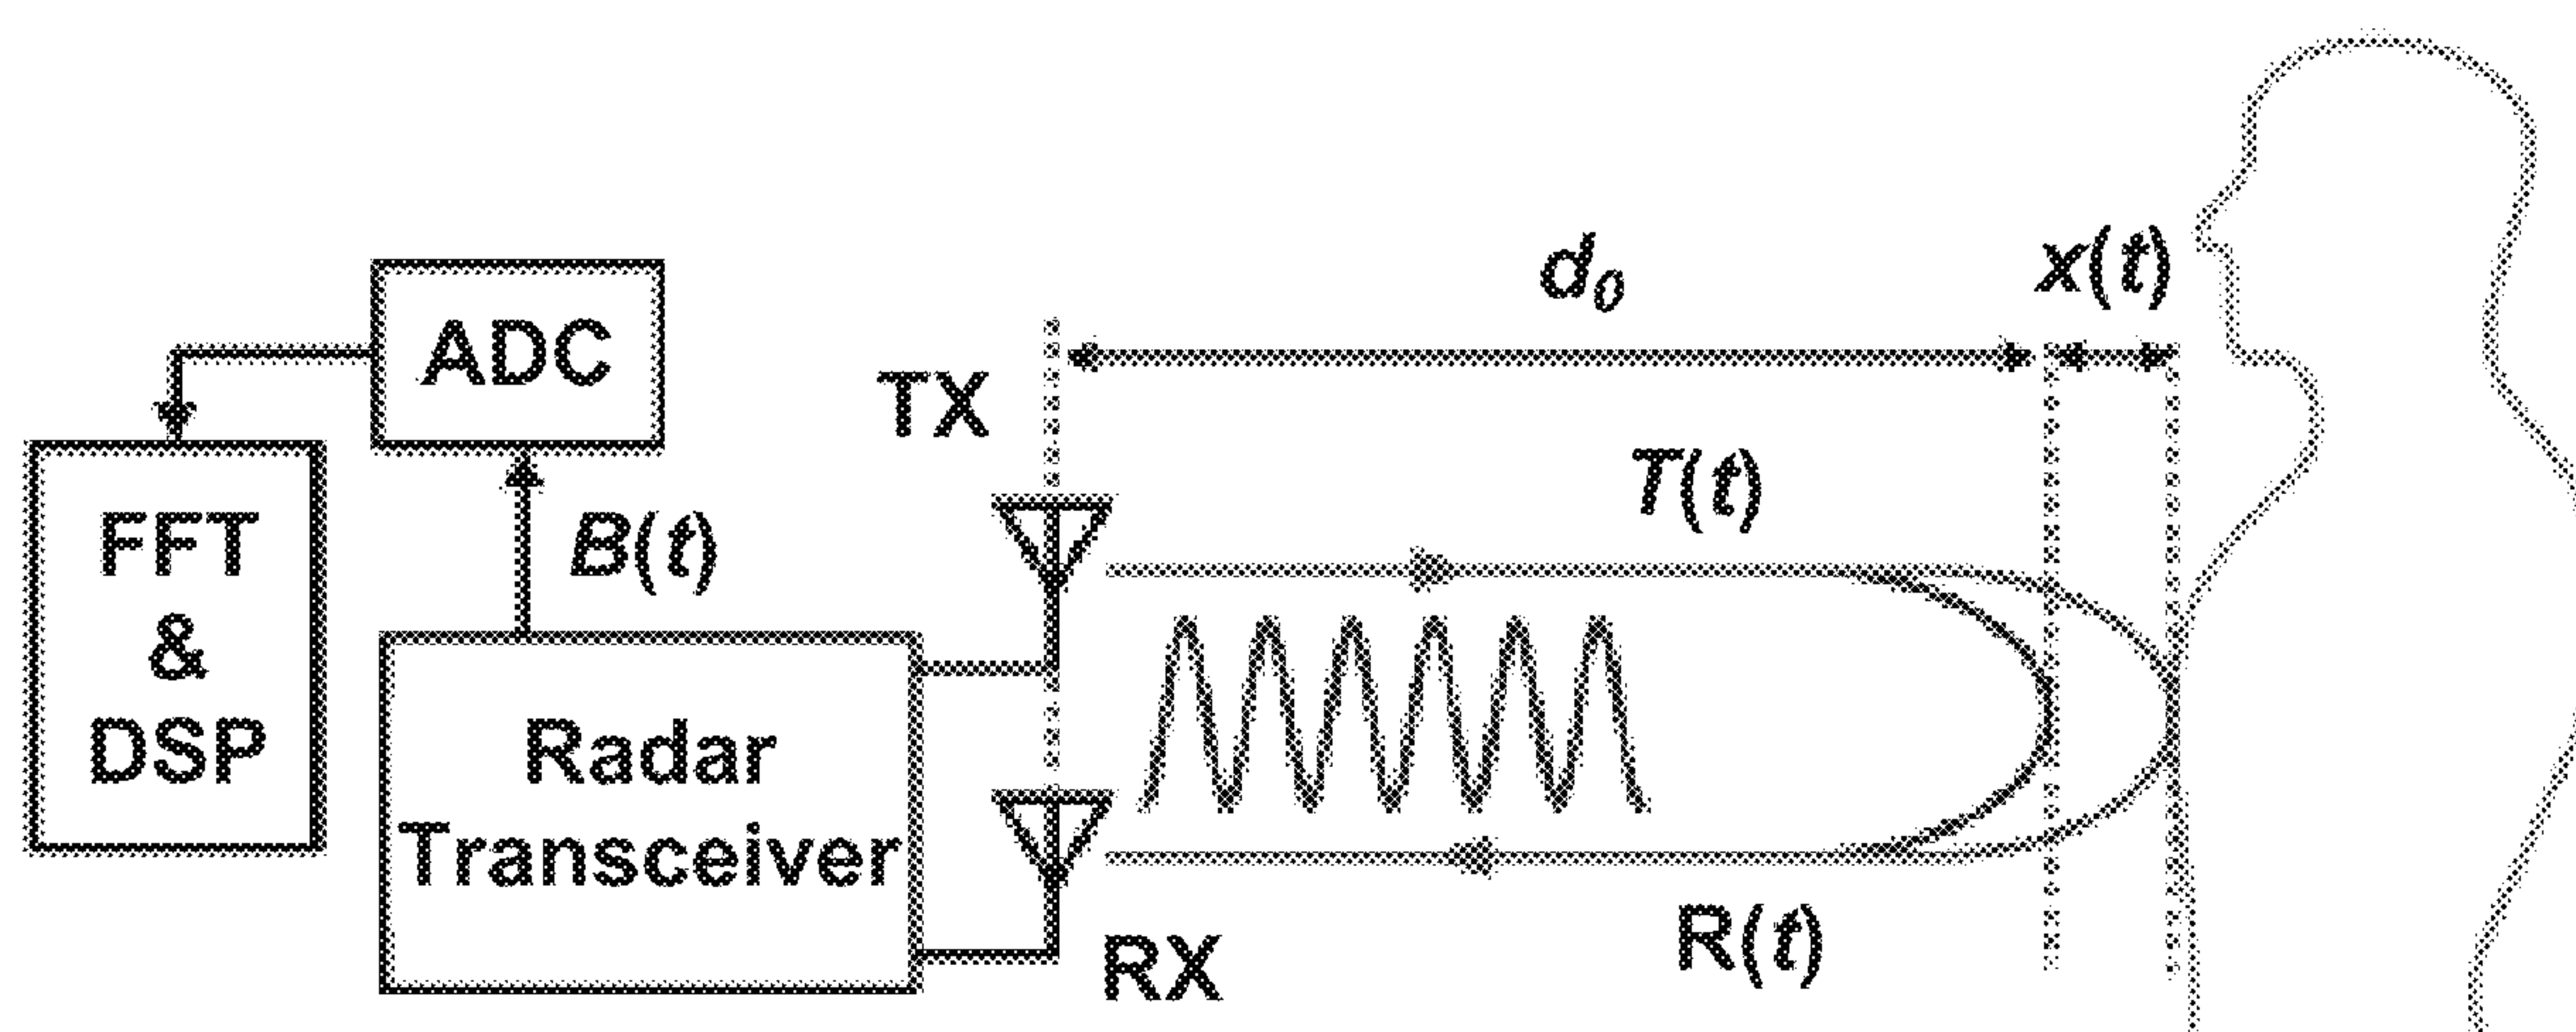 ADC
FFT
&
DSP
B(t)
Radar
Transceiver
TX
RX
d0
x(t)
T(t)
R(t)